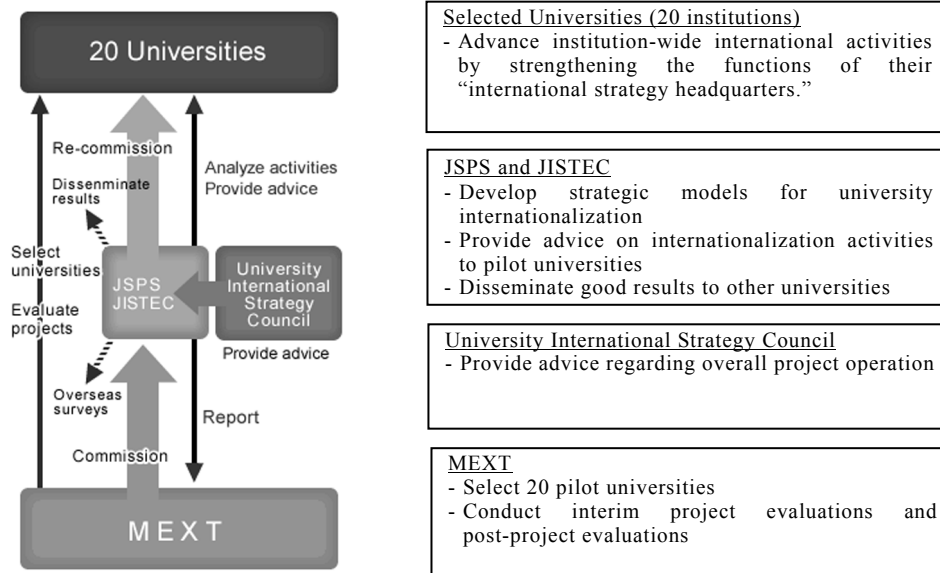 20 Universities
Re-commission
Dissenminate
results
Analyze activities
Provide advice
Select
universities
Evaluate
projects
JSPS
JISTEC
University
International
Strategy
Council
Provide advice
Overseas
surveys
Report
Commission
MEXT
Selected Universities (20 institutions)
- Advance institution-wide international activities
by strengthening the functions of their
“international strategy headquarters.”
JSPS and JISTEC
- Develop strategic models for university
internationalization
- Provide advice on internationalization activities
to pilot universities
- Disseminate good results to other universities
University International Strategy Council
- Provide advice regarding overall project operation
MEXT
- Select 20 pilot universities
- Conduct interim project evaluations and
post-project evaluations